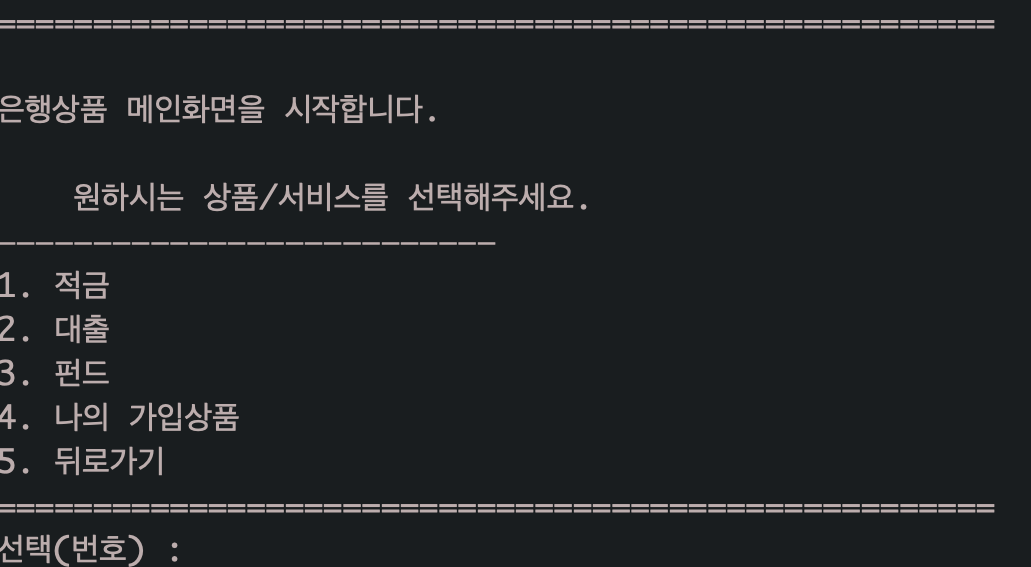 ==================================================
은행상품 메인화면을 시작합니다.
원하시는 상품/서비스를 선택해주세요.
-------------------------
1. 적금
2. 대출
3. 펀드
4. 나의 가입상품
5. 뒤로가기
==================================================
선택(번호) :